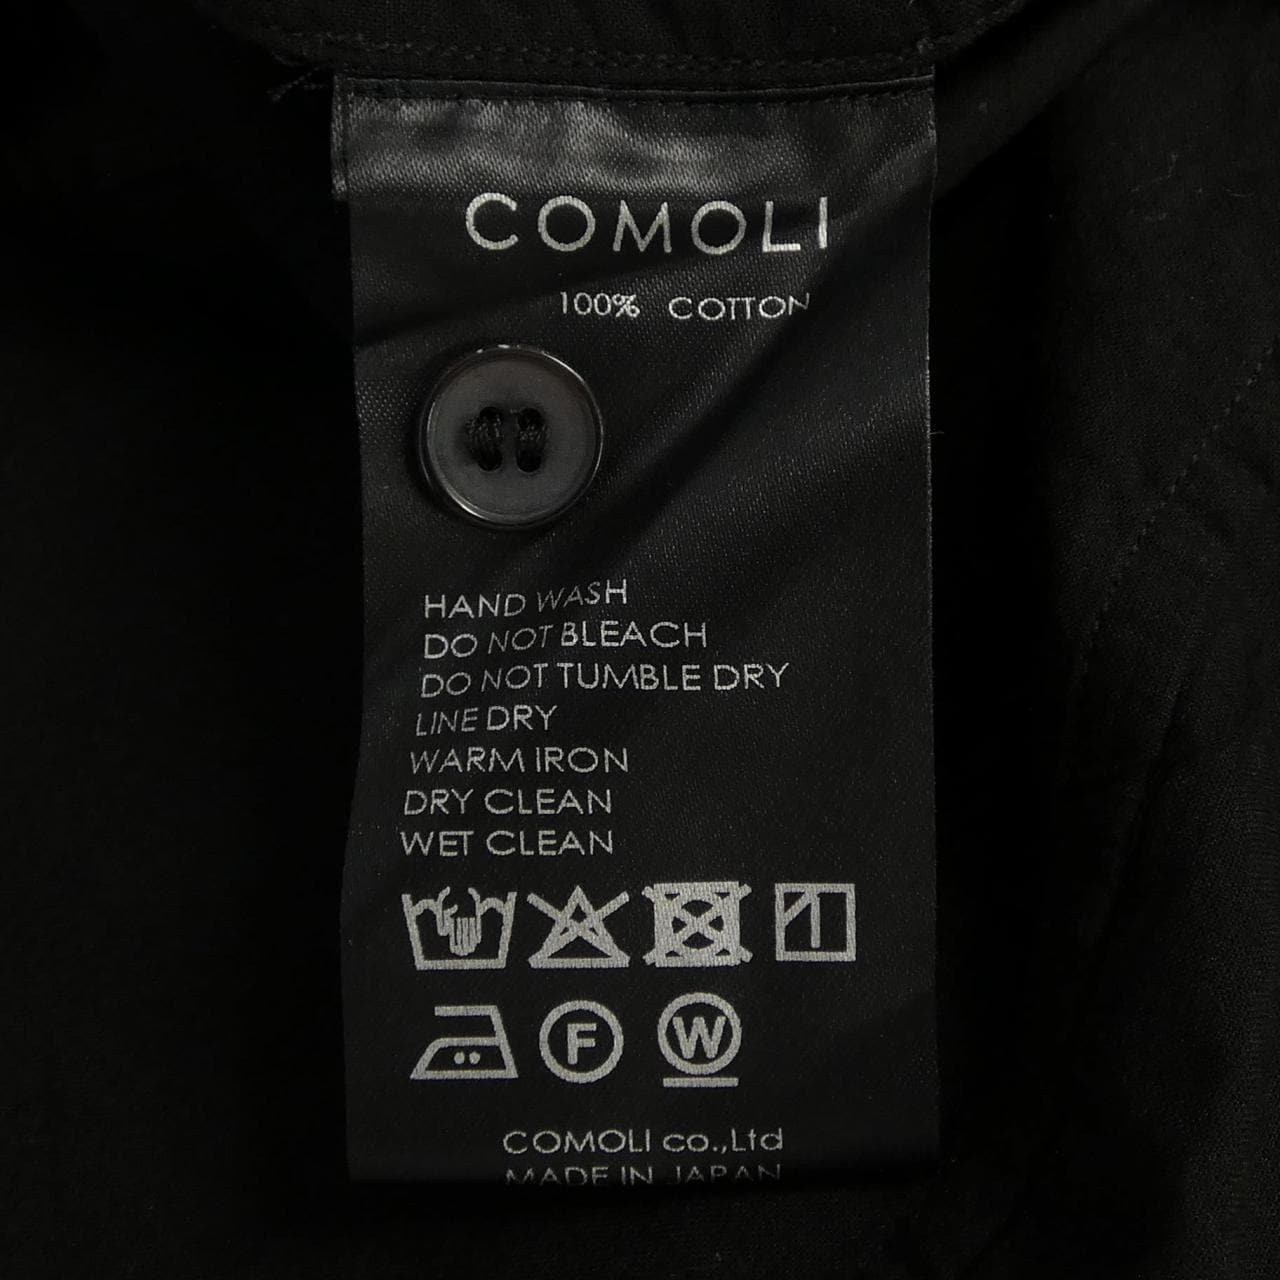 COMOLI
100% COTTON
HAND WASH
DO NOT BLEACH
DO NOT TUMBLE DRY
LINE DRY
WARM IRON
DRY CLEAN
WET CLEAN
F W
COMOLI co.,Ltd
MADE IN JAPAN